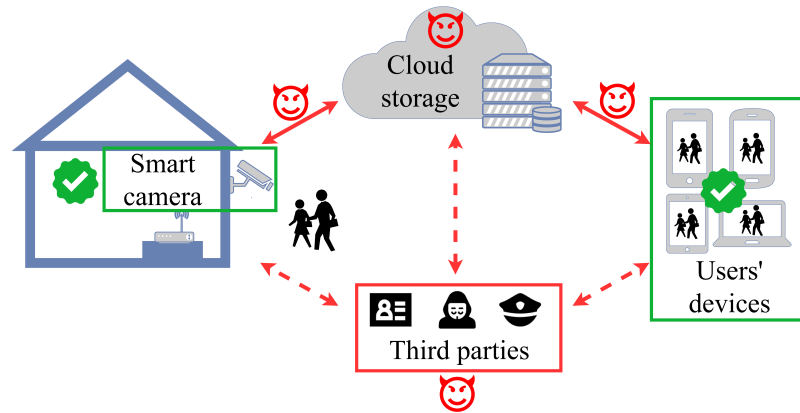 Cloud
storage
Smart
camera
Users'
devices
Third parties